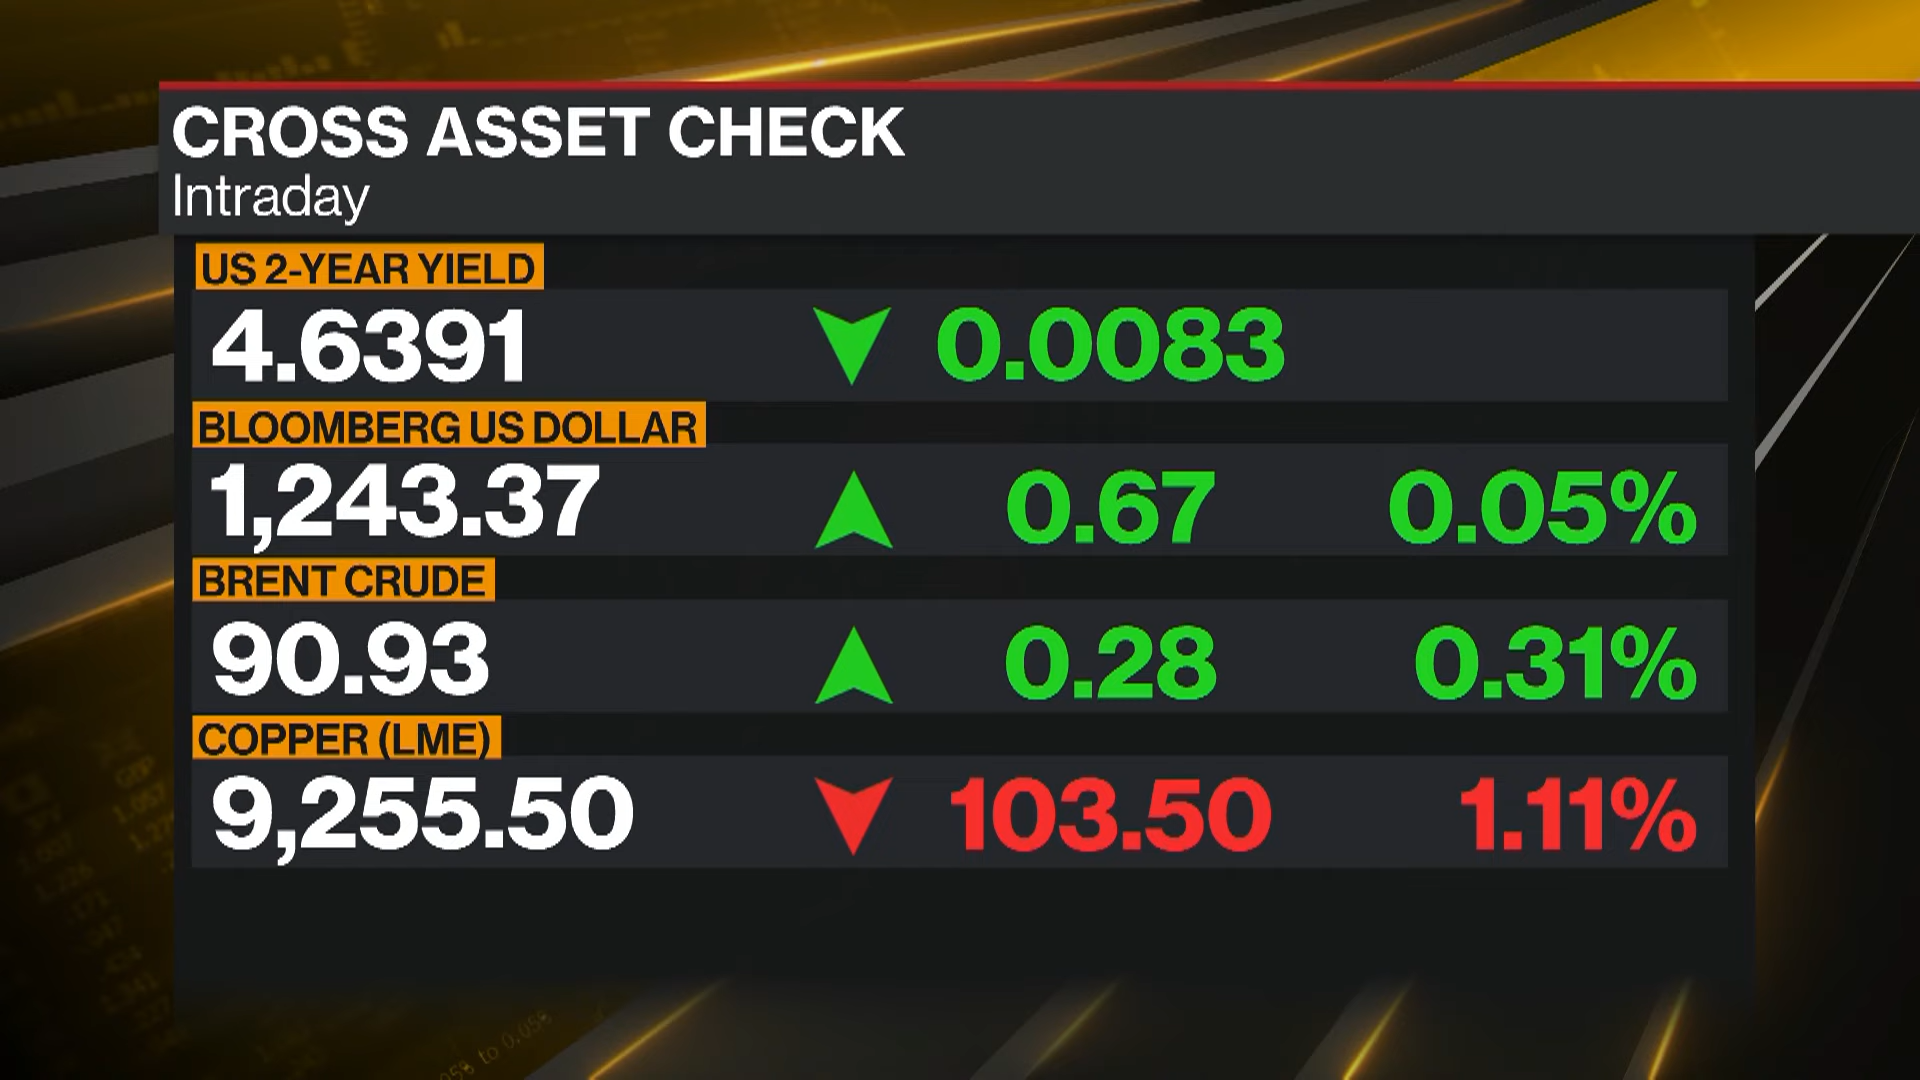 CROSS ASSET CHECK
Intraday
US 2-YEAR YIELD
4.6391 ▼ 0.0083
BLOOMBERG US DOLLAR
1,243.37 ▲ 0.67 0.05%
BRENT CRUDE
90.93 ▲ 0.28 0.31%
COPPER (LME)
9,255.50 ▼ 103.50 1.11%